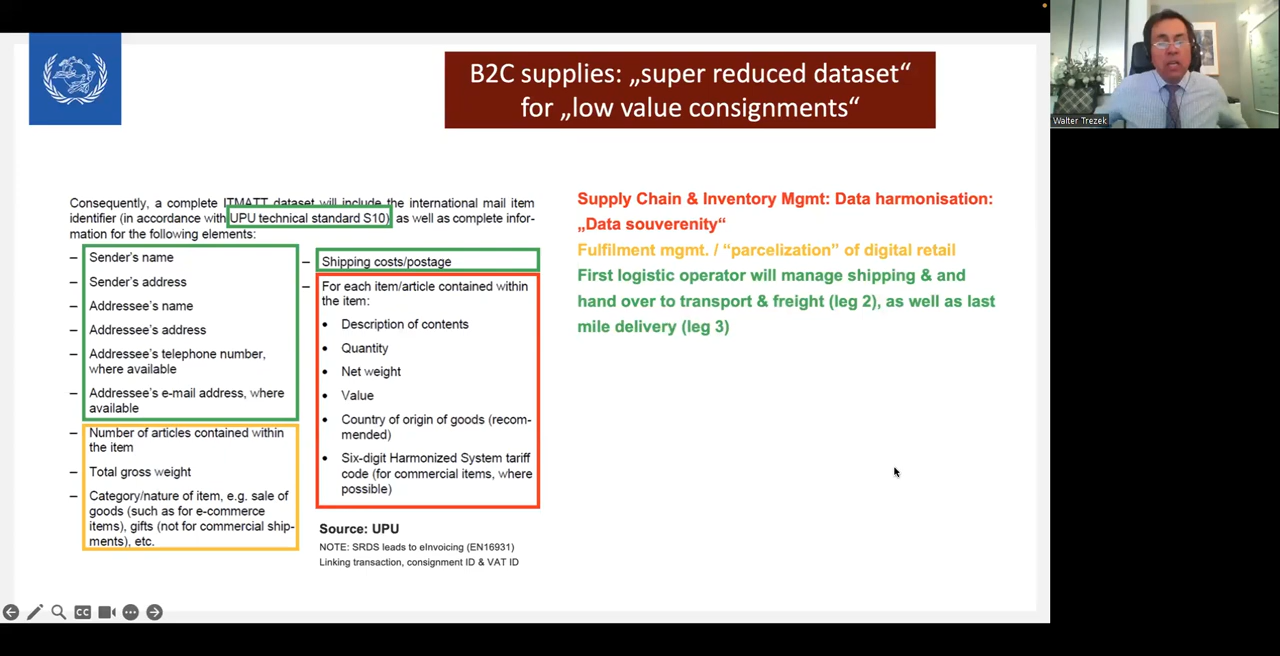 B2C supplies: „super reduced dataset“
for „low value consignments“
Walter Trezek
Consequently, a complete ITMATT dataset will include the international mail item
identifier (in accordance with UPU technical standard S10) as well as complete infor-
mation for the following elements:
– Sender's name
– Sender's address
– Addressee's name
– Addressee's address
– Addressee's telephone number,
where available
– Addressee's e-mail address, where
available
– Number of articles contained within
the item
– Total gross weight
– Category/nature of item, e.g. sale of
goods (such as for e-commerce
items), gifts (not for commercial ship-
ments), etc.
– Shipping costs/postage
– For each item/article contained within
the item:
• Description of contents
• Quantity
• Net weight
• Value
• Country of origin of goods (recom-
mended)
• Six-digit Harmonized System tariff
code (for commercial items, where
possible)
Source: UPU
NOTE: SRDS leads to eInvoicing (EN16931)
Linking transaction, consignment ID & VAT ID
Supply Chain & Inventory Mgmt: Data harmonisation:
„Data souverenity“
Fulfilment mgmt. / “parcelization” of digital retail
First logistic operator will manage shipping & and
hand over to transport & freight (leg 2), as well as last
mile delivery (leg 3)
CC